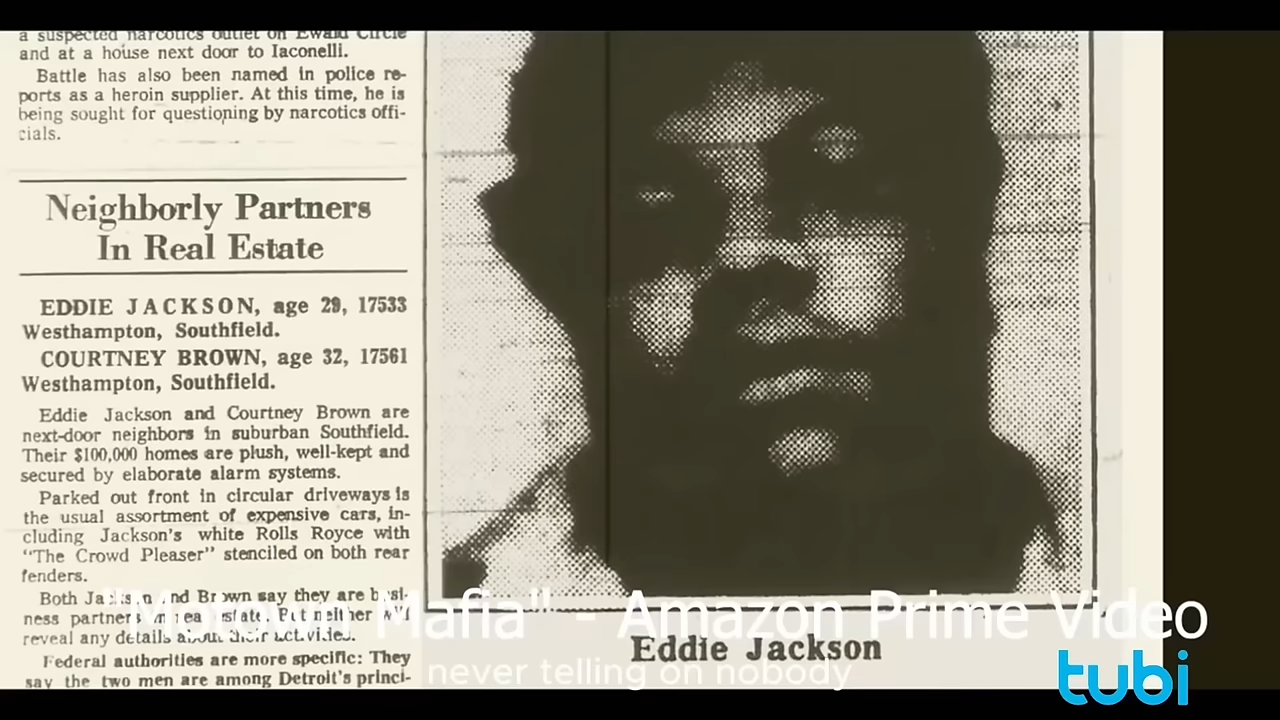 a suspected narcotics outlet on Ewald Circle
and at a house next door to Iaconelli.
Battle has also been named in police re-
ports as a heroin supplier. At this time, he is
being sought for questioning by narcotics offi-
cials.
Neighborly Partners
In Real Estate
EDDIE JACKSON, age 29, 17533
Westhampton, Southfield.
COURTNEY BROWN, age 32, 17561
Westhampton, Southfield.
Eddie Jackson and Courtney Brown are
next-door neighbors in suburban Southfield.
Their $100,000 homes are plush, well-kept and
secured by elaborate alarm systems.
Parked out front in circular driveways is
the usual assortment of expensive cars, in-
cluding Jackson's white Rolls Royce with
"The Crowd Pleaser" stenciled on both rear
fenders.
Both Jackson and Brown say they are busi-
ness partners in real estate. But neither will
reveal any details about their activities.
Federal authorities are more specific: They
say the two men are among Detroit's princi-
Eddie Jackson
"Motown Mafia" - Amazon Prime Video
never telling on nobody
tubi